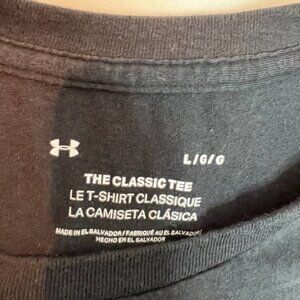 L/G/G
THE CLASSIC TEE
LE T-SHIRT CLASSIQUE
LA CAMISETA CLÁSICA
MADE IN EL SALVADOR / FABRIQUÉ AU EL SALVADOR /
HECHO EN EL SALVADOR